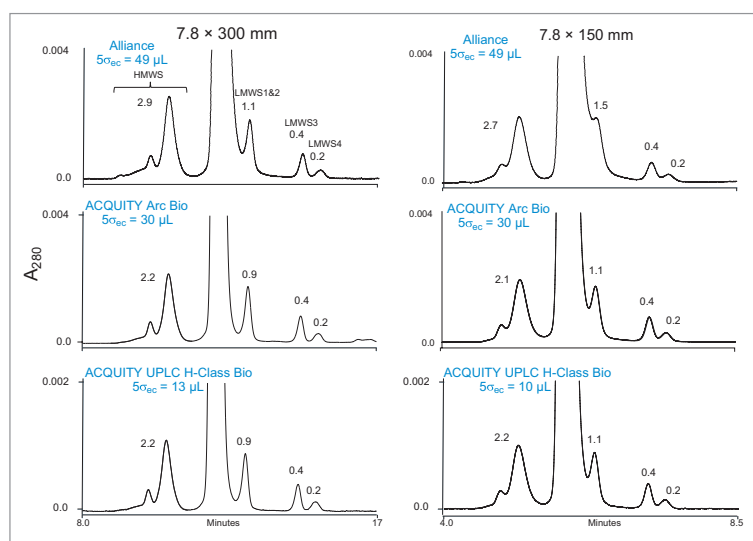 7.8 × 300 mm
0.004
Alliance
5σec = 49 µL
HMWS
2.9
LMWS1&2
1.1
LMWS3
0.4
LMWS4
0.2
0.0
7.8 × 150 mm
0.004
Alliance
5σec = 49 µL
2.7
1.5
0.4
0.2
0.0
A280
0.004
ACQUITY Arc Bio
5σec = 30 µL
2.2
0.9
0.4
0.2
0.0
0.004
ACQUITY Arc Bio
5σec = 30 µL
2.1
1.1
0.4
0.2
0.0
0.002
ACQUITY UPLC H-Class Bio
5σec = 13 µL
2.2
0.9
0.4
0.2
0.0
8.0 Minutes 17
0.002
ACQUITY UPLC H-Class Bio
5σec = 10 µL
2.2
1.1
0.4
0.2
0.0
4.0 Minutes 8.5